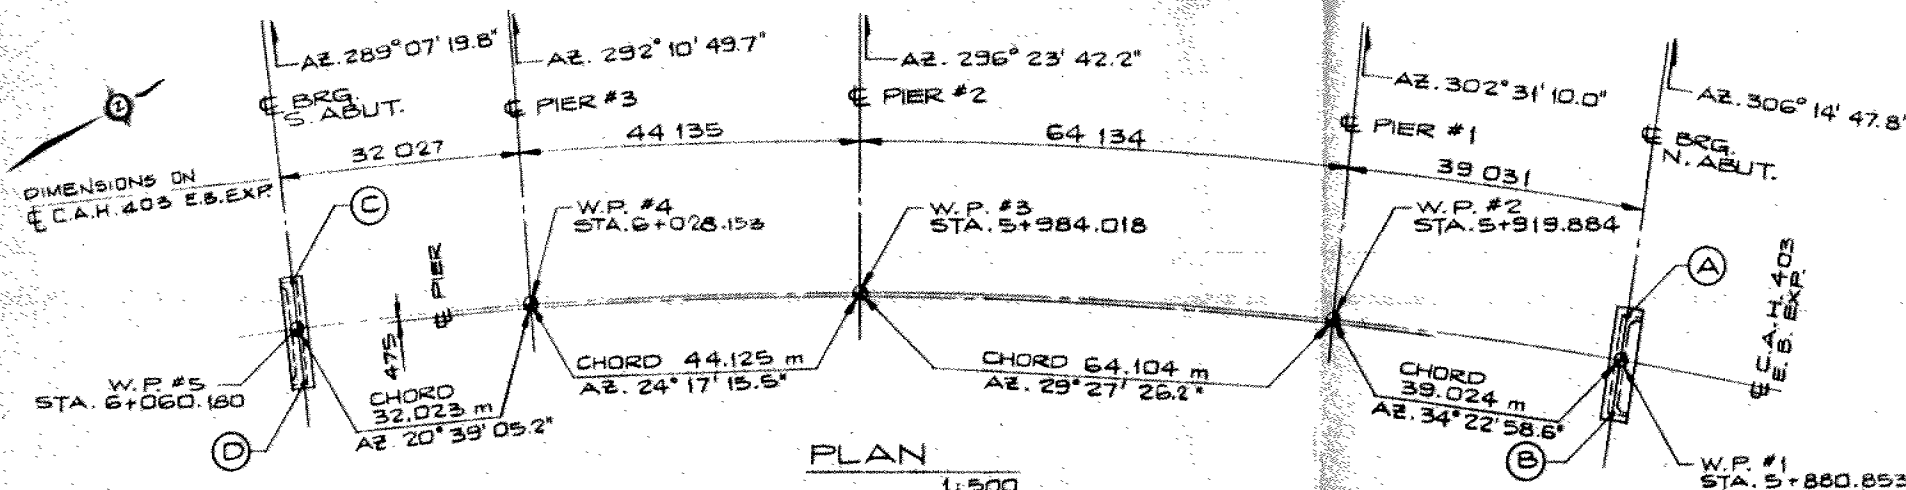 AZ. 289° 07' 19.8"
AZ. 292° 10' 49.7"
AZ. 296° 23' 42.2"
AZ. 302° 31' 10.0"
AZ. 306° 14' 47.8"
℄ BRG.
S. ABUT.
℄ PIER #3
℄ PIER #2
℄ PIER #1
℄ BRG.
N. ABUT.
32 027
44 135
64 134
39 031
DIMENSIONS ON
℄ C.A.H. 403 E.B. EXP.
C
W.P. #4
STA. 6+028.153
W.P. #3
STA. 5+984.018
W.P. #2
STA. 5+919.884
A
℄ PIER
℄ C.A.H. 403
E.B. EXP.
475
W.P. #5
STA. 6+060.180
D
CHORD
32.023 m
AZ. 20° 39' 05.2"
CHORD 44.125 m
AZ. 24° 17' 15.5"
CHORD 64.104 m
AZ. 29° 27' 26.2"
CHORD
39.024 m
AZ. 34° 22' 58.6"
B
W.P. #1
STA. 5+880.853
PLAN
1:500